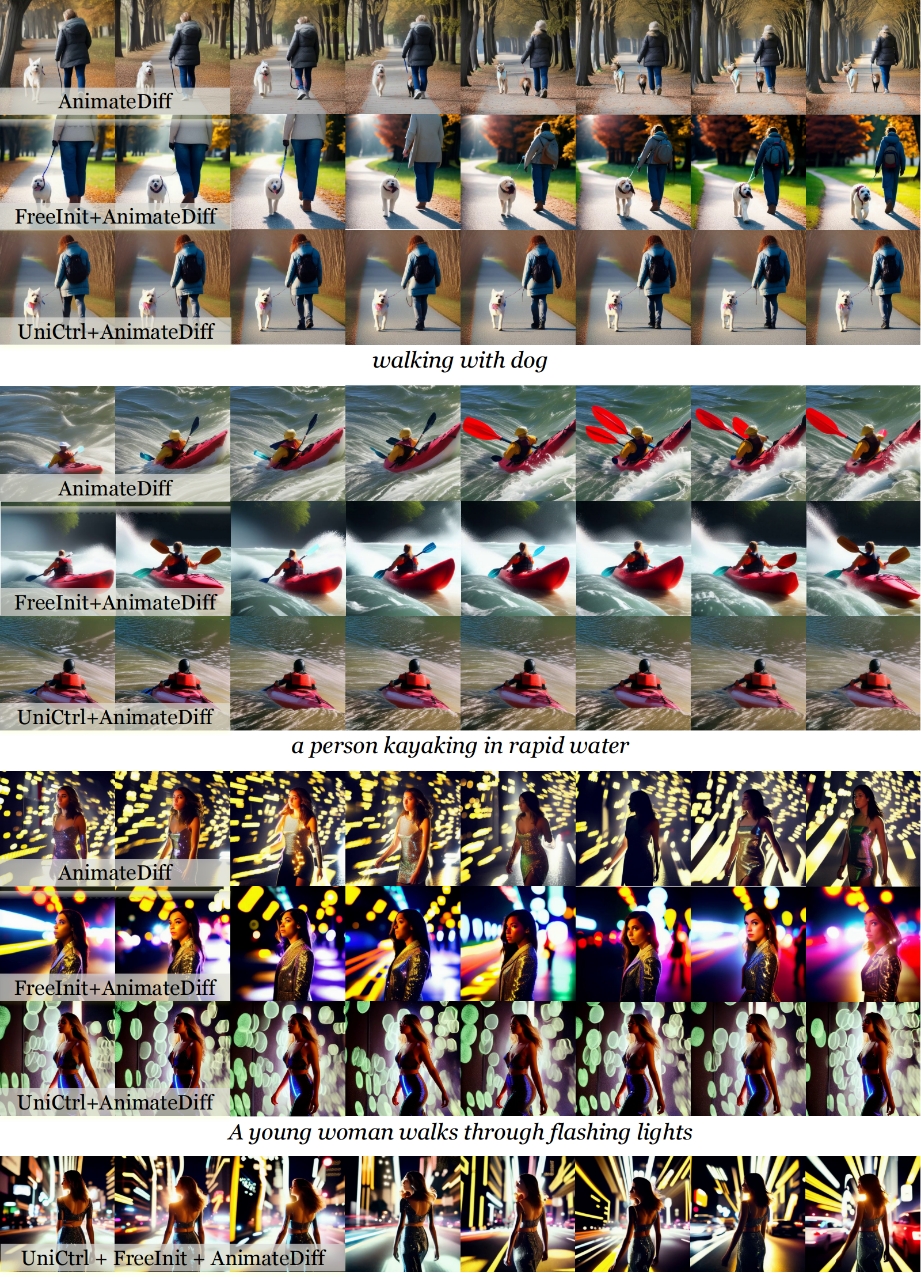 AnimateDiff
FreeInit+AnimateDiff
UniCtrl+AnimateDiff
walking with dog
AnimateDiff
FreeInit+AnimateDiff
UniCtrl+AnimateDiff
a person kayaking in rapid water
AnimateDiff
FreeInit+AnimateDiff
UniCtrl+AnimateDiff
A young woman walks through flashing lights
UniCtrl + FreeInit + AnimateDiff